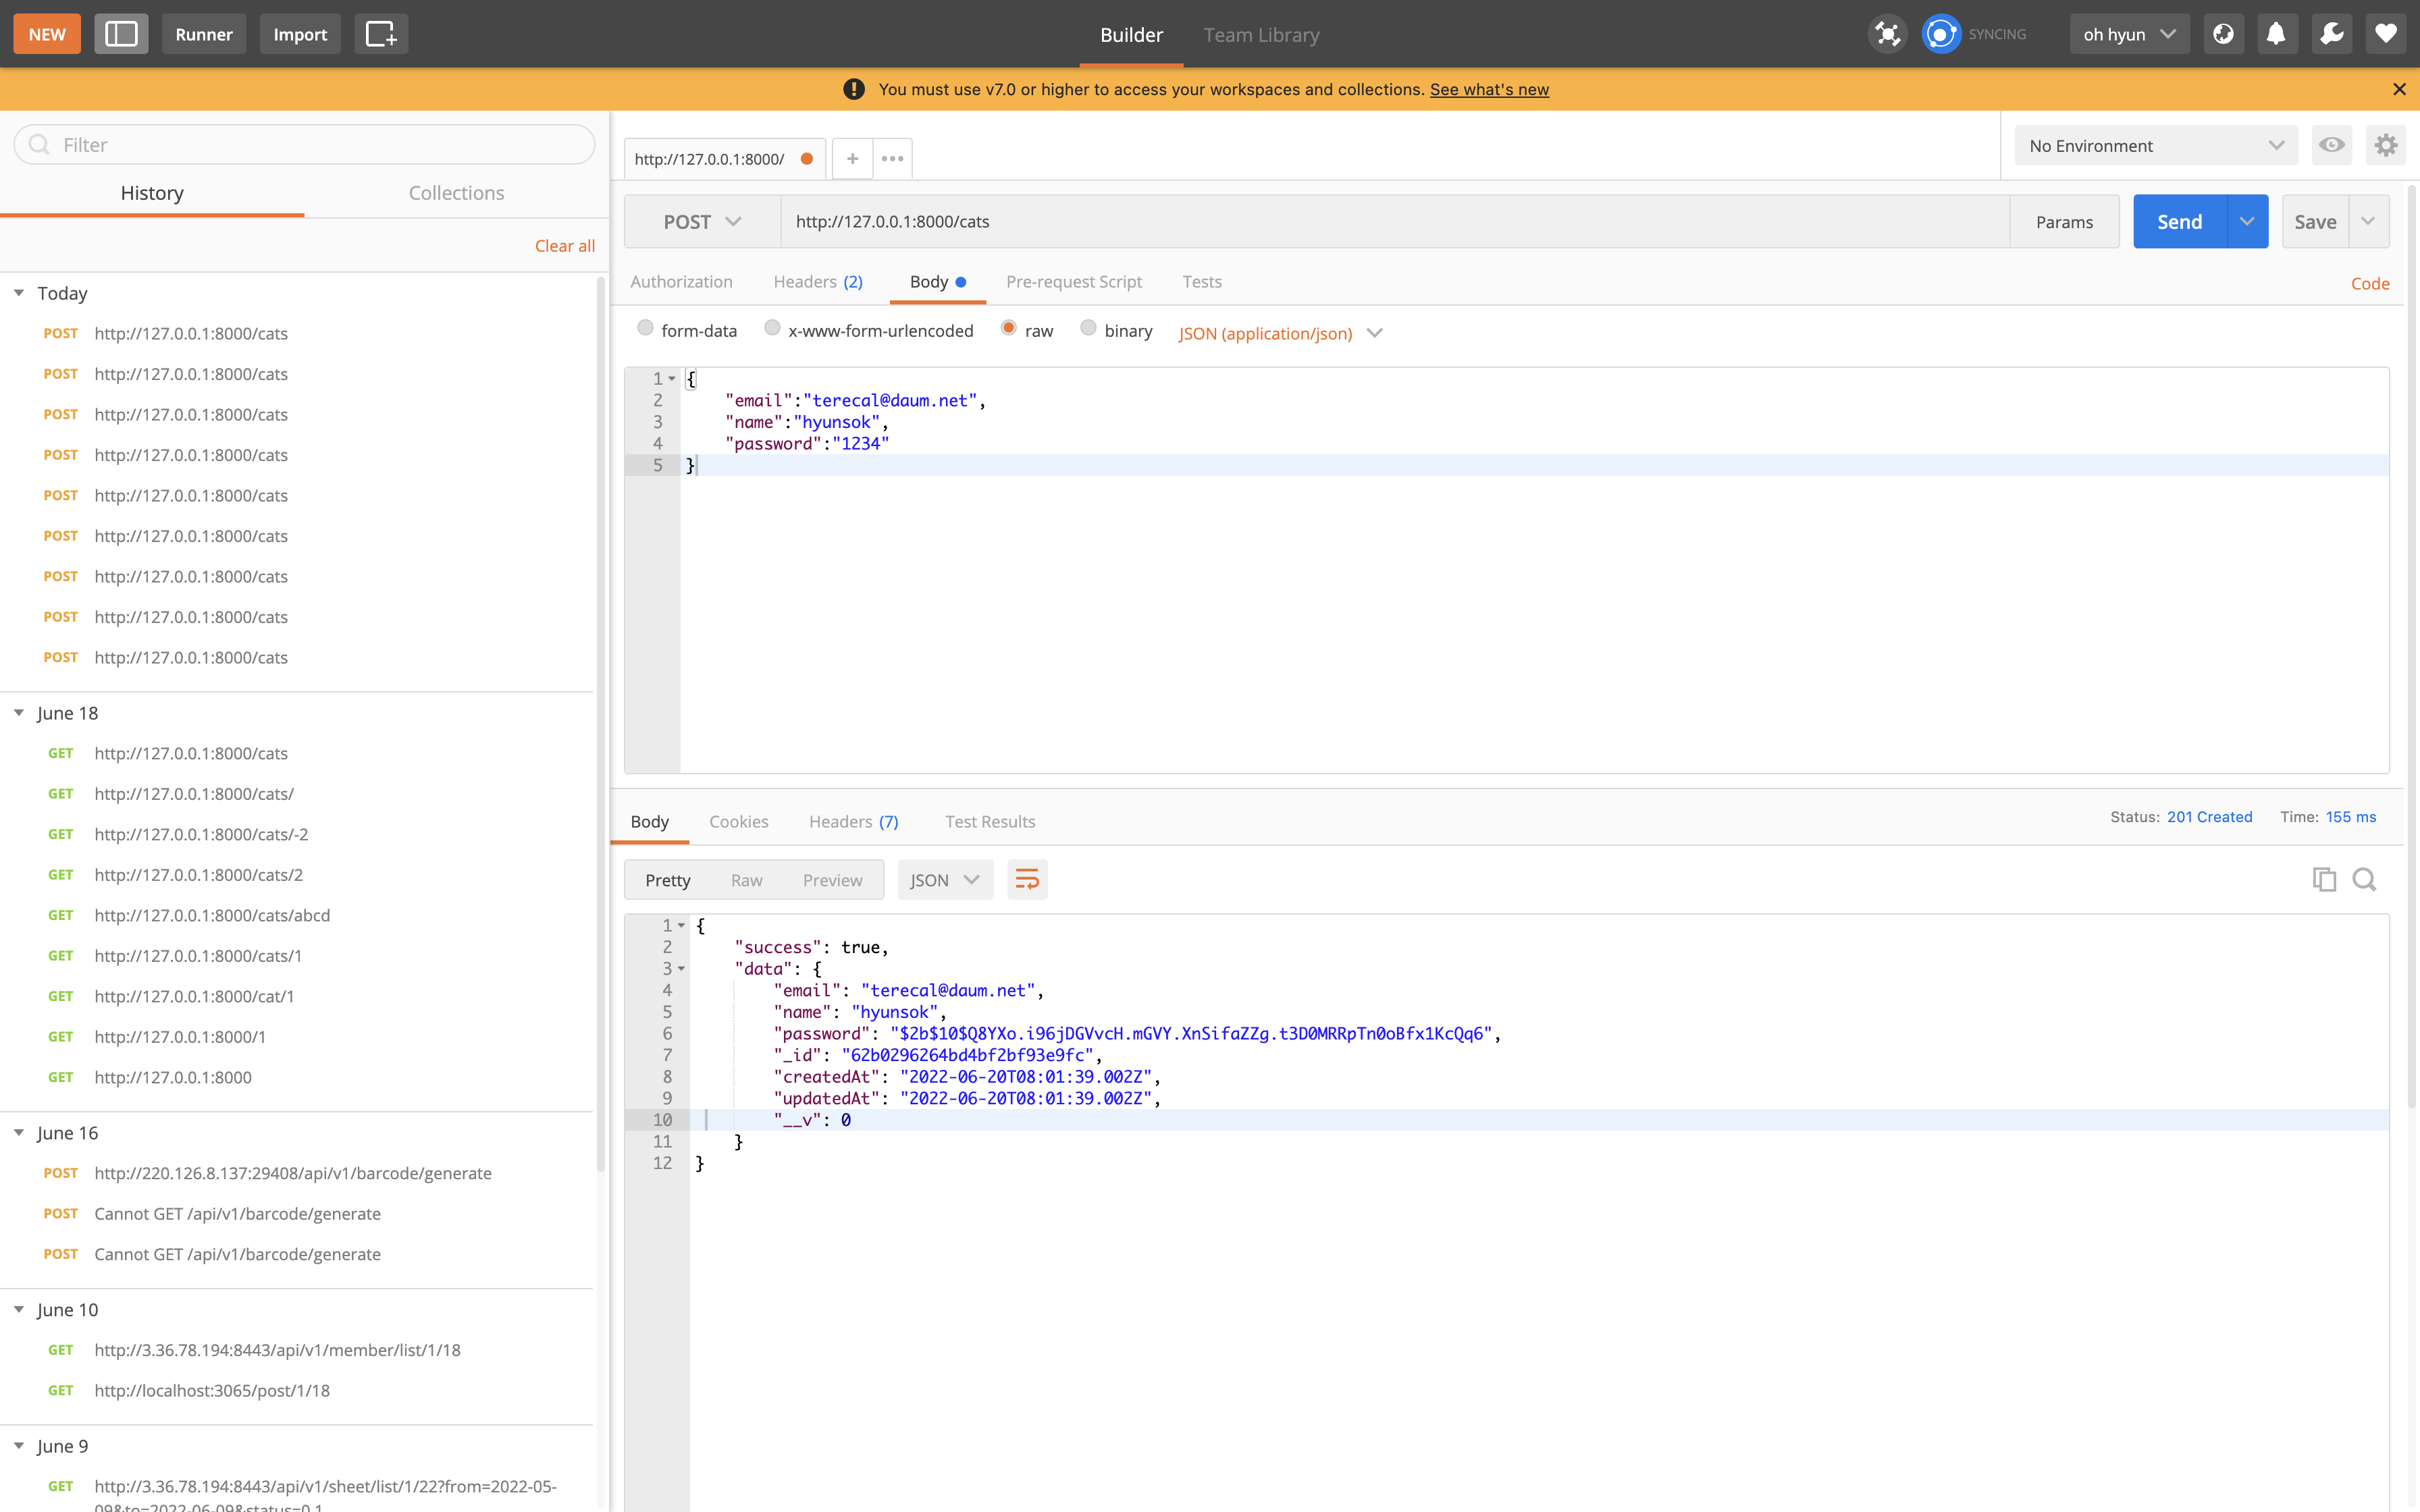 NEW
Runner
Import
Builder
Team Library
SYNCING
oh hyun
You must use v7.0 or higher to access your workspaces and collections. See what's new
Filter
History
Collections
Clear all
Today
POST http://127.0.0.1:8000/cats
POST http://127.0.0.1:8000/cats
POST http://127.0.0.1:8000/cats
POST http://127.0.0.1:8000/cats
POST http://127.0.0.1:8000/cats
POST http://127.0.0.1:8000/cats
POST http://127.0.0.1:8000/cats
POST http://127.0.0.1:8000/cats
POST http://127.0.0.1:8000/cats
June 18
GET http://127.0.0.1:8000/cats
GET http://127.0.0.1:8000/cats/
GET http://127.0.0.1:8000/cats/-2
GET http://127.0.0.1:8000/cats/2
GET http://127.0.0.1:8000/cats/abcd
GET http://127.0.0.1:8000/cats/1
GET http://127.0.0.1:8000/cat/1
GET http://127.0.0.1:8000/1
GET http://127.0.0.1:8000
June 16
POST http://220.126.8.137:29408/api/v1/barcode/generate
POST Cannot GET /api/v1/barcode/generate
POST Cannot GET /api/v1/barcode/generate
June 10
GET http://3.36.78.194:8443/api/v1/member/list/1/18
GET http://localhost:3065/post/1/18
June 9
GET http://3.36.78.194:8443/api/v1/sheet/list/1/22?from=2022-05-
09&to=2022-06-09&status=0,1
http://127.0.0.1:8000/
No Environment
POST
http://127.0.0.1:8000/cats
Params
Send
Save
Authorization
Headers (2)
Body
Pre-request Script
Tests
Code
form-data
x-www-form-urlencoded
raw
binary
JSON (application/json)
1 {
2 "email":"terecal@daum.net",
3 "name":"hyunsok",
4 "password":"1234"
5 }
Body
Cookies
Headers (7)
Test Results
Status: 201 Created
Time: 155 ms
Pretty
Raw
Preview
JSON
1 {
2 "success": true,
3 "data": {
4 "email": "terecal@daum.net",
5 "name": "hyunsok",
6 "password": "$2b$10$Q8YXo.i96jDGVvcH.mGVY.XnSifaZZg.t3D0MRRpTn0oBfx1KcQq6",
7 "_id": "62b0296264bd4bf2bf93e9fc",
8 "createdAt": "2022-06-20T08:01:39.002Z",
9 "updatedAt": "2022-06-20T08:01:39.002Z",
10 "__v": 0
11 }
12 }